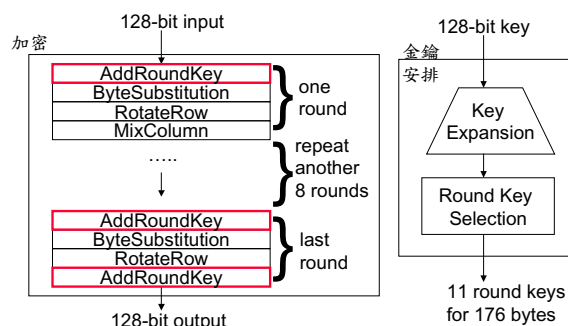 128-bit input
加密
AddRoundKey
ByteSubstitution
RotateRow
MixColumn
one
round
.....
repeat
another
8 rounds
AddRoundKey
ByteSubstitution
RotateRow
AddRoundKey
last
round
128-bit output
128-bit key
金鑰
安排
Key
Expansion
Round Key
Selection
11 round keys
for 176 bytes